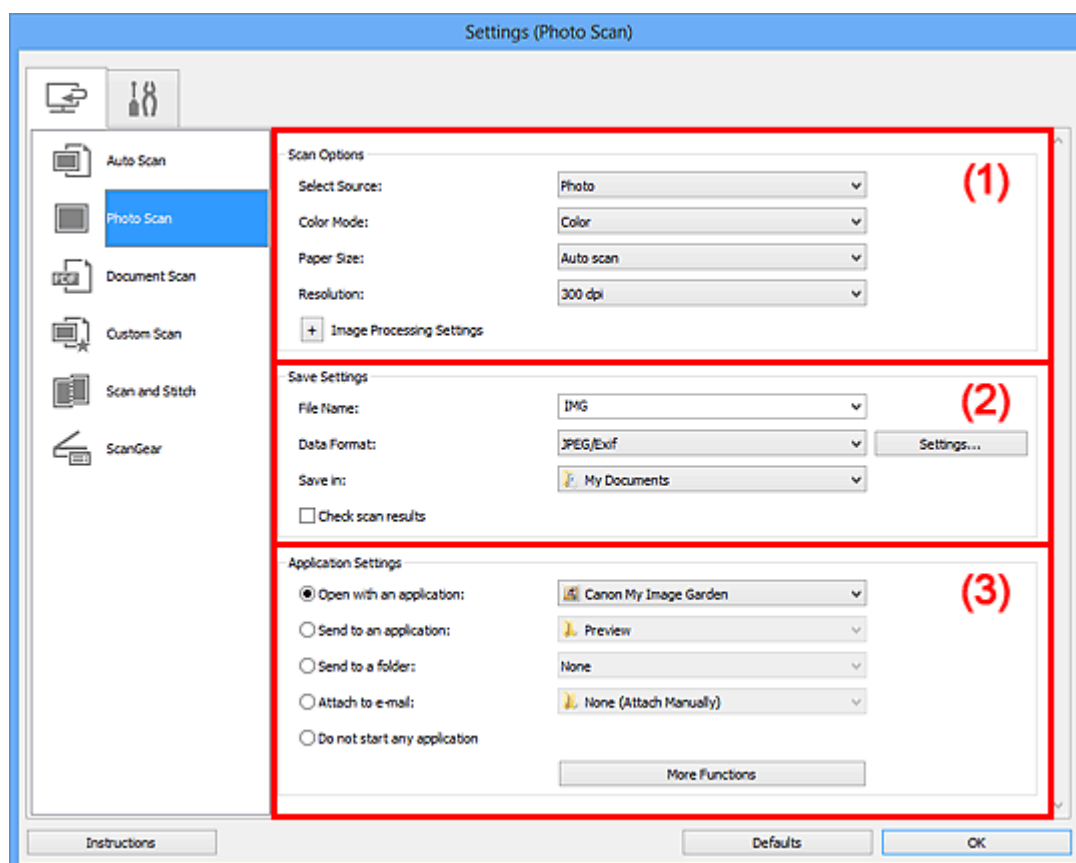 Settings (Photo Scan)
Auto Scan
Photo Scan
Document Scan
Custom Scan
Scan and Stitch
ScanGear
Scan Options
(1)
Select Source: Photo
Color Mode: Color
Paper Size: Auto scan
Resolution: 300 dpi
+ Image Processing Settings
Save Settings
(2)
File Name: IMG
Data Format: JPEG/Exif Settings...
Save in: My Documents
Check scan results
Application Settings
(3)
Open with an application: Canon My Image Garden
Send to an application: Preview
Send to a folder: None
Attach to e-mail: None (Attach Manually)
Do not start any application
More Functions
Instructions Defaults OK